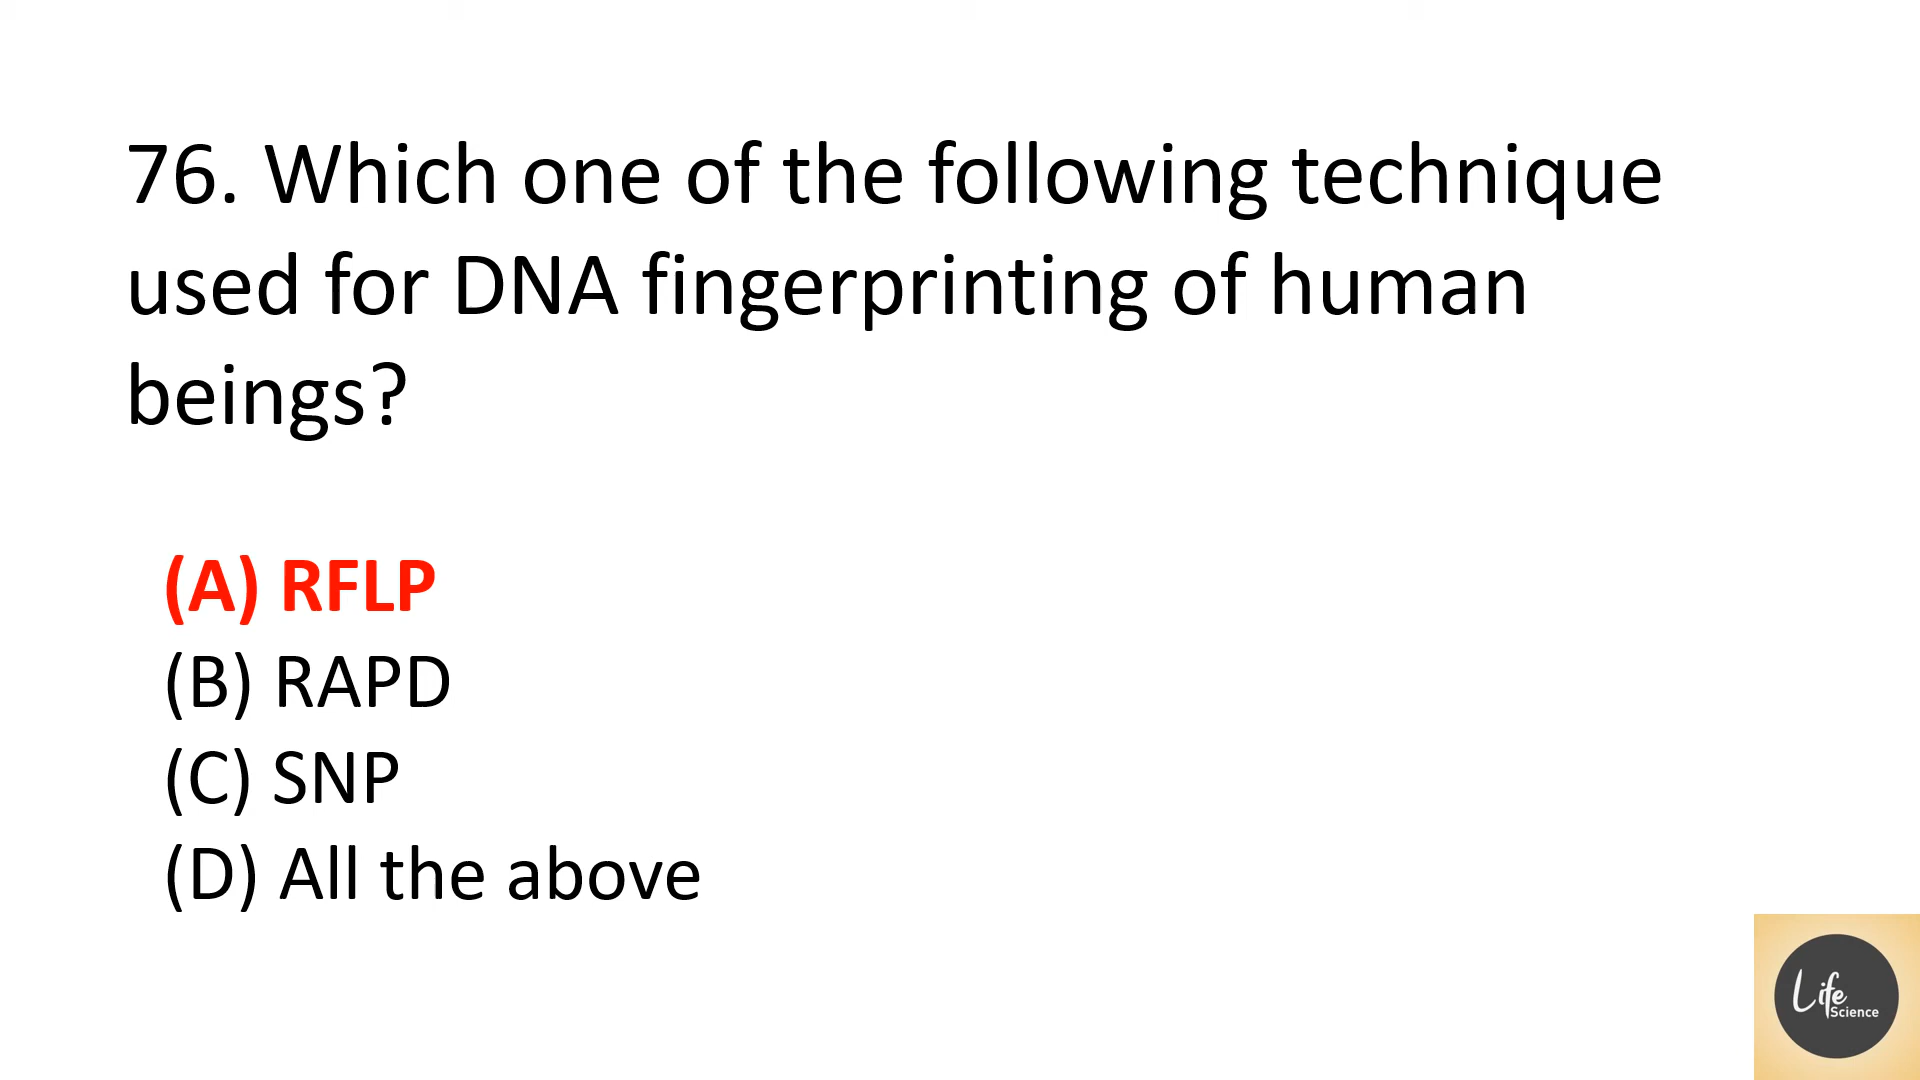 76. Which one of the following technique
used for DNA fingerprinting of human
beings?
(A) RFLP
(B) RAPD
(C) SNP
(D) All the above
Life
Science